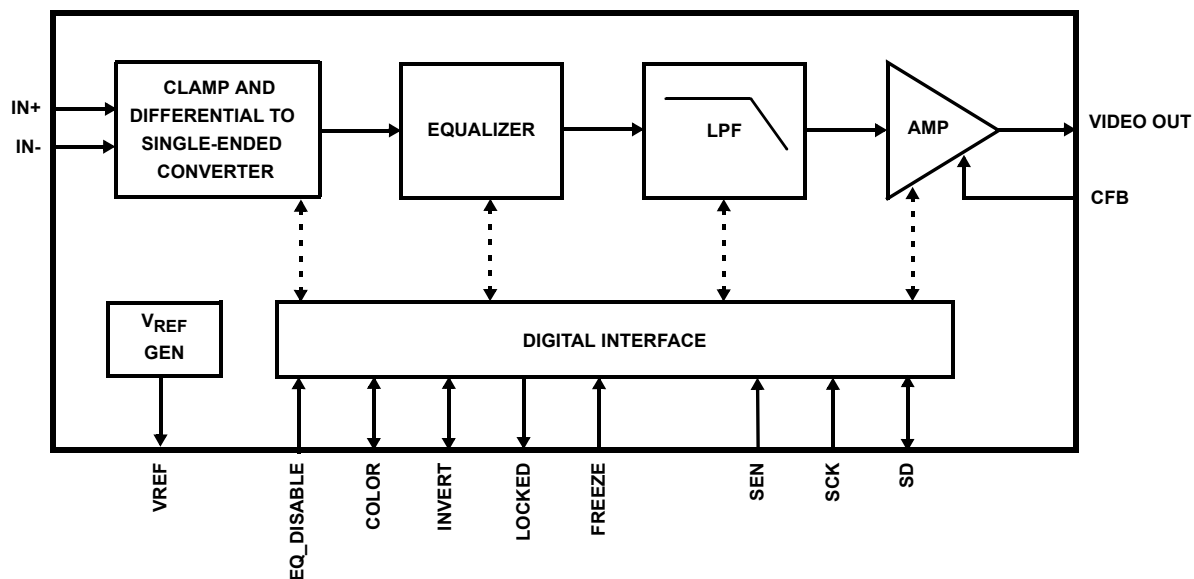 CLAMP AND
DIFFERENTIAL TO
SINGLE-ENDED
CONVERTER
IN+
IN-
EQUALIZER
LPF
AMP
VIDEO OUT
CFB
VREF
GEN
DIGITAL INTERFACE
VREF
EQ_DISABLE
COLOR
INVERT
LOCKED
FREEZE
SEN
SCK
SD